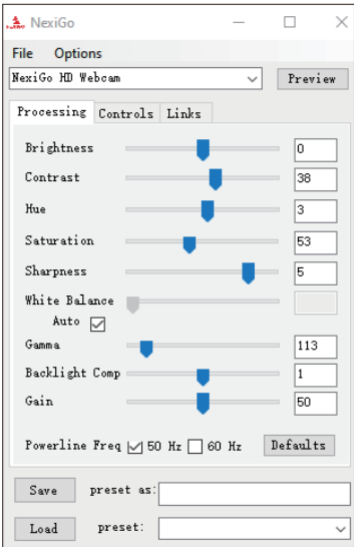 NexiGo
File Options
NexiGo HD Webcam Preview
Processing Controls Links
Brightness 0
Contrast 38
Hue 3
Saturation 53
Sharpness 5
White Balance
Auto
Gamma 113
Backlight Comp 1
Gain 50
Powerline Freq 50 Hz 60 Hz Defaults
Save preset as:
Load preset: